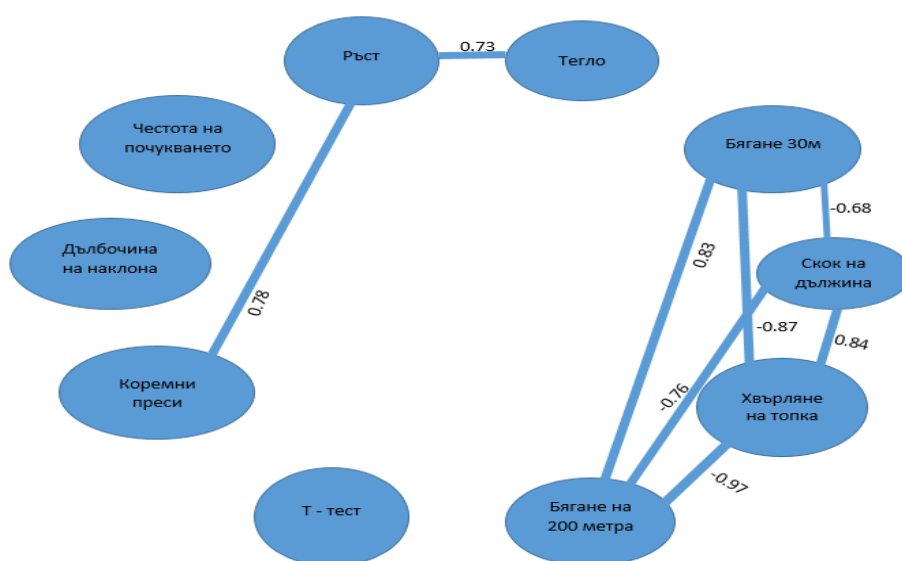 Ръст
0.73
Тегло
Честота на
почукването
Бягане 30м
-0.68
Дълбочина
на наклона
0.83
Скок на
дължина
0.78
-0.87
0.84
Коремни
преси
-0.76
Хвърляне
на топка
-0.97
Т - тест
Бягане на
200 метра